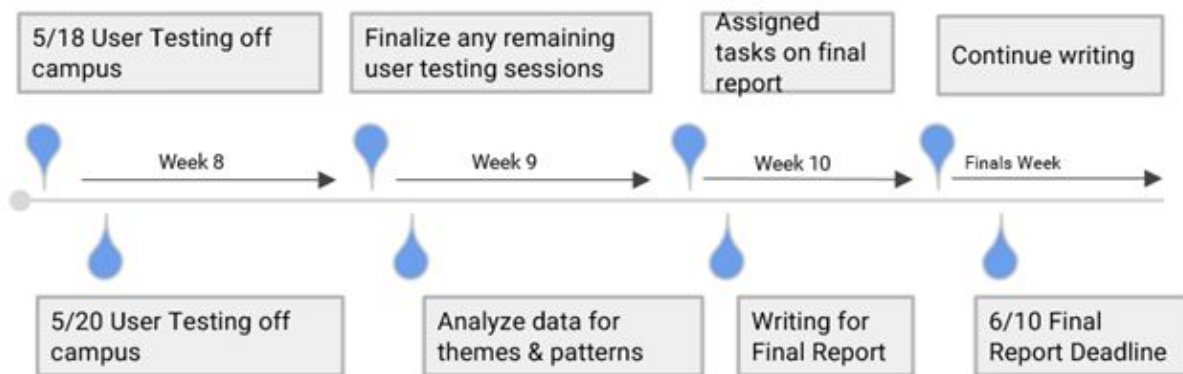 5/18 User Testing off
campus
Finalize any remaining
user testing sessions
Assigned
tasks on final
report
Continue writing
Week 8
Week 9
Week 10
Finals Week
5/20 User Testing off
campus
Analyze data for
themes & patterns
Writing for
Final Report
6/10 Final
Report Deadline